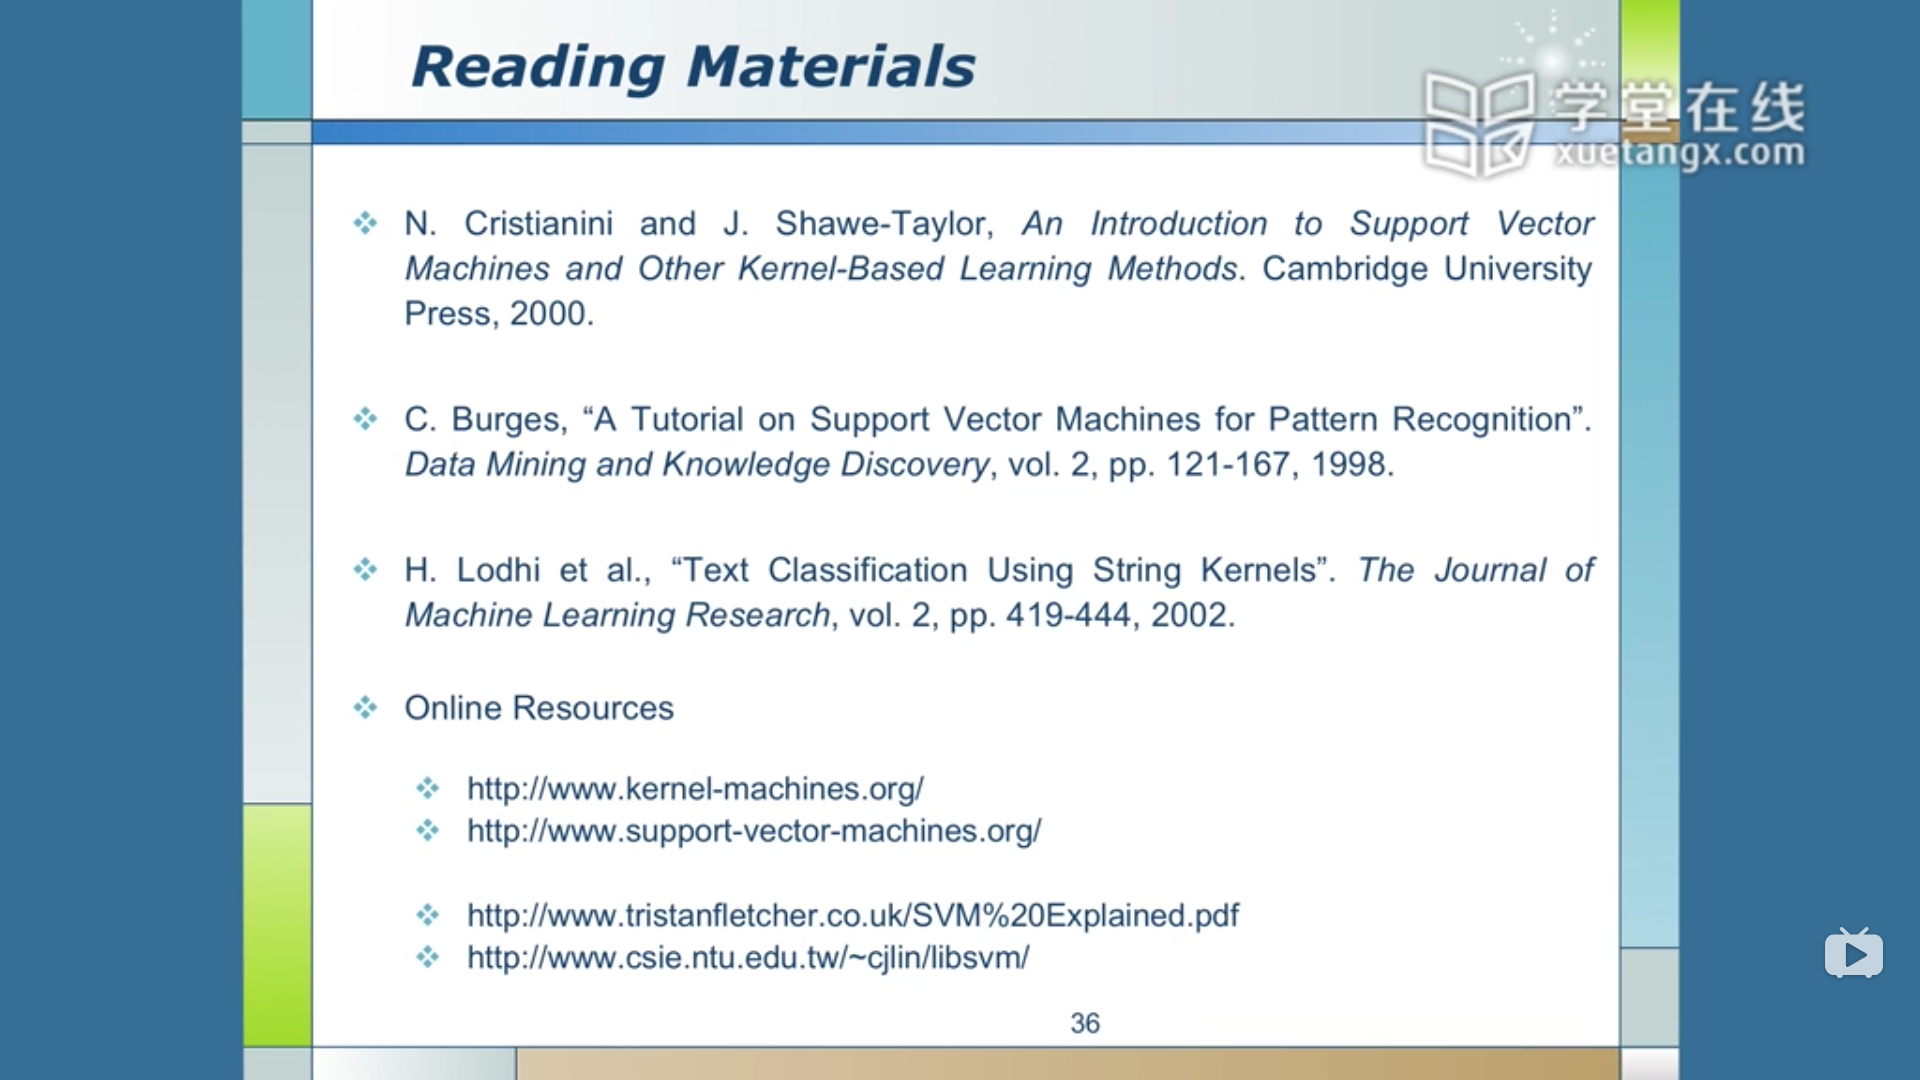 Reading Materials
学堂在线
xuetangx.com
N. Cristianini and J. Shawe-Taylor, An Introduction to Support Vector
Machines and Other Kernel-Based Learning Methods. Cambridge University
Press, 2000.
C. Burges, “A Tutorial on Support Vector Machines for Pattern Recognition”.
Data Mining and Knowledge Discovery, vol. 2, pp. 121-167, 1998.
H. Lodhi et al., “Text Classification Using String Kernels”. The Journal of
Machine Learning Research, vol. 2, pp. 419-444, 2002.
Online Resources
http://www.kernel-machines.org/
http://www.support-vector-machines.org/
http://www.tristanfletcher.co.uk/SVM%20Explained.pdf
http://www.csie.ntu.edu.tw/~cjlin/libsvm/
36